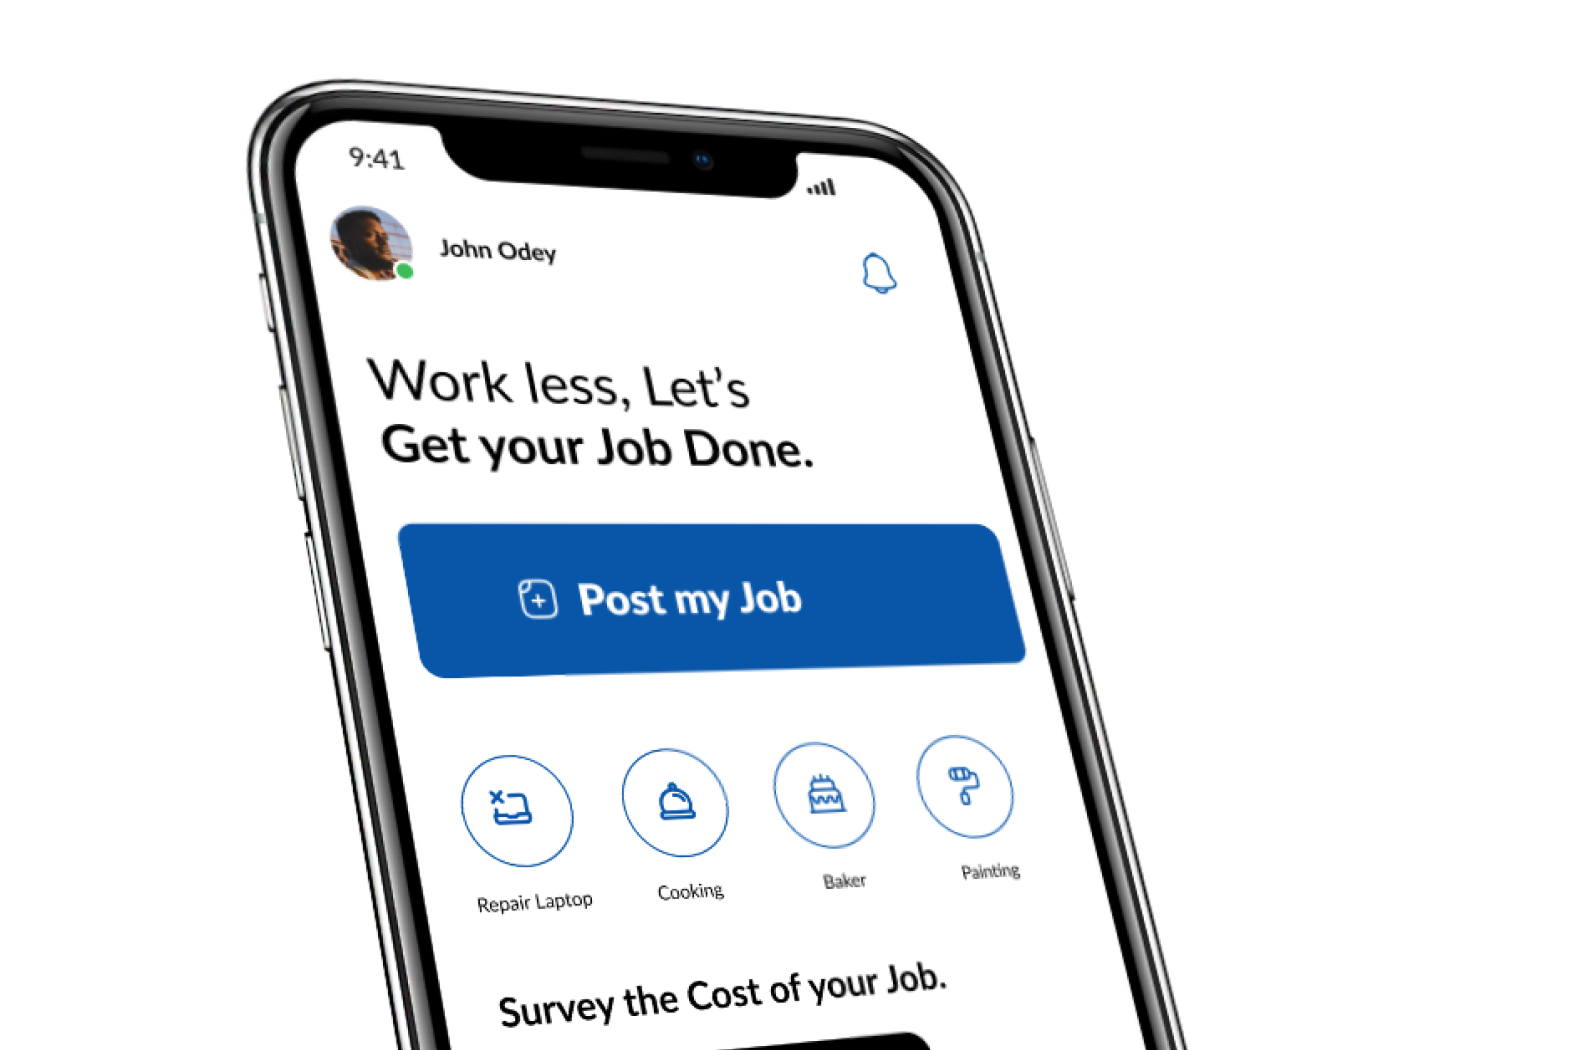 9:41
John Odey
Work less, Let's
Get your Job Done.
Post my Job
Repair Laptop
Cooking
Baker
Painting
Survey the Cost of your Job.